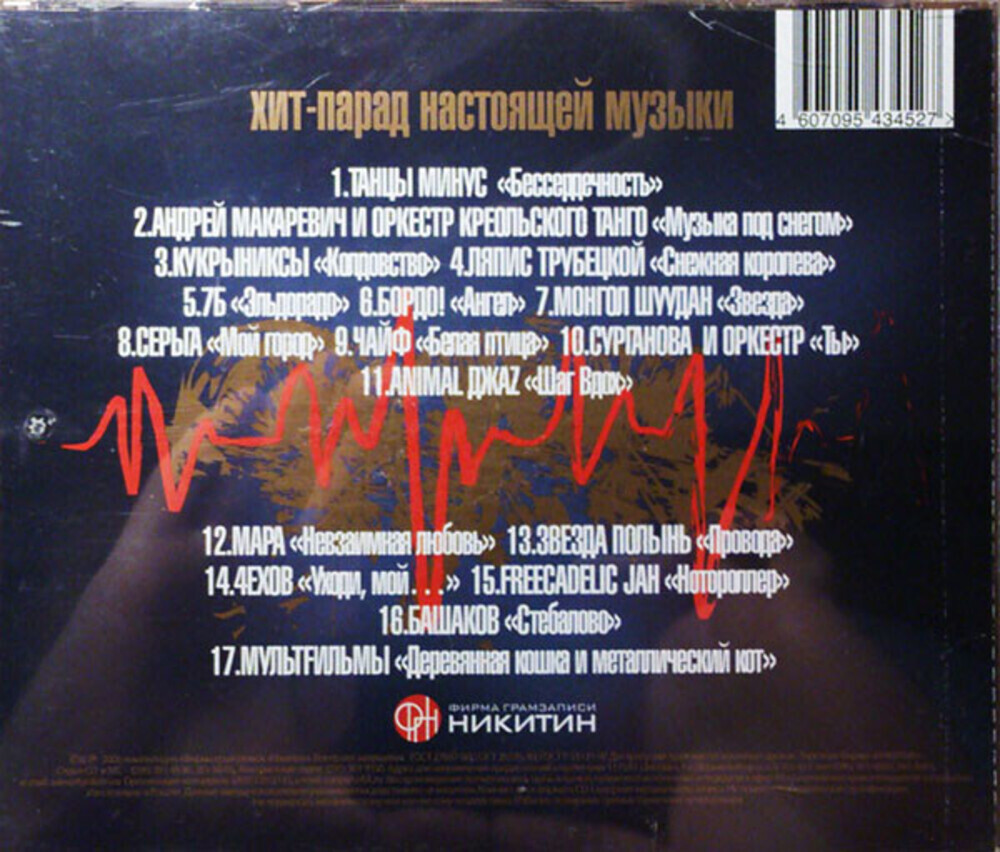 4 607095 434527 >
ХИТ-ПАРАД НАСТОЯЩЕЙ МУЗЫКИ
1.ТАНЦЫ МИНУС «Бессердечность»
2.АНДРЕЙ МАКАРЕВИЧ И ОРКЕСТР КРЕОЛЬСКОГО ТАНГО «Музыка под снегом»
3.КУКРЫНИКСЫ «Колдовство» 4.ЛЯПИС ТРУБЕЦКОЙ «Снежная королева»
5.7Б «Эльдорадо» 6.БОРДО! «Ангел» 7.МОНГОЛ ШУУДАН «Звезда»
8.СЕРЬГА «Мой город» 9.ЧАЙФ «Белая птица» 10.СУРГАНОВА И ОРКЕСТР «Ты»
11.ANIMAL ДЖАZ «Шаг Вдох»
12.МАРА «Невзаимная любовь» 13.ЗВЕЗДА ПОЛЫНЬ «Провода»
14.4ЕХОВ «Уходи, мой . . .» 15.FREECADELIC JAH «Нотороллер»
16.БАШАКОВ «Стебалово»
17.МУЛЬТFИЛЬМЫ «Деревянная кошка и металлический кот»
ФИРМА ГРАМЗАПИСИ
НИКИТИН